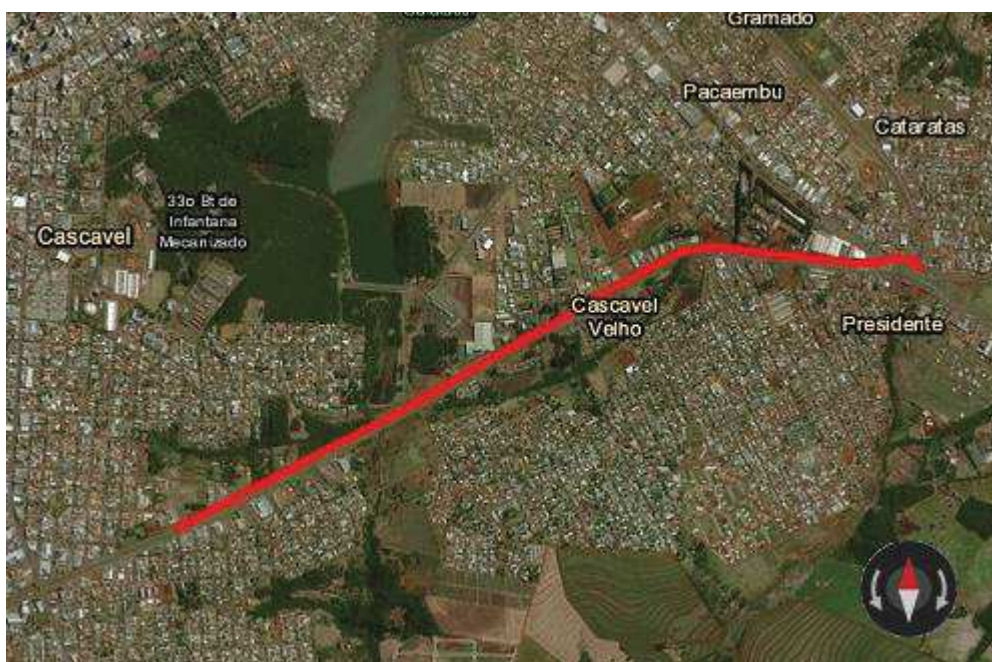 Gramado
Pacaembu
Cataratas
33o Bt de
Infantaria
Mecanizado
Cascavel
Cascavel
Velho
Presidente